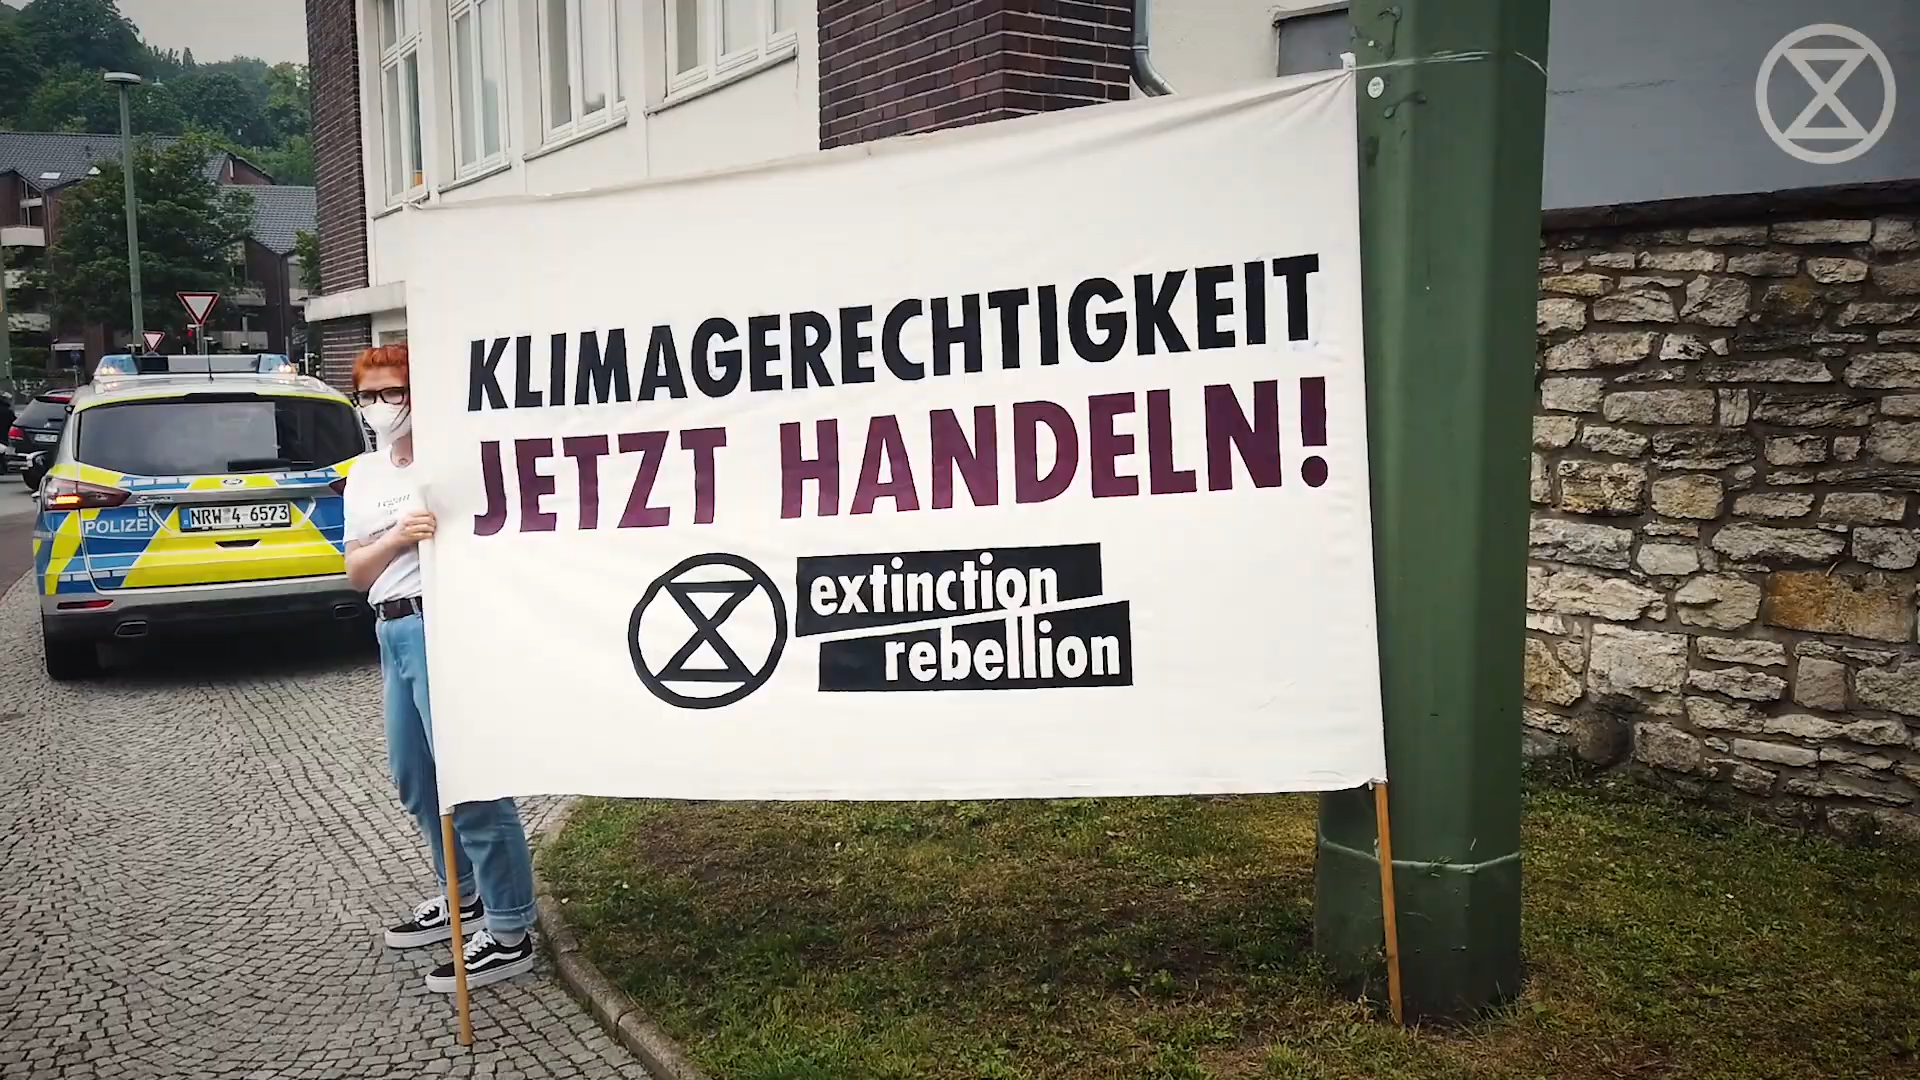 KLIMAGERECHTIGKEIT
JETZT HANDELN!
extinction
rebellion
POLIZEI
NRW 4 6573